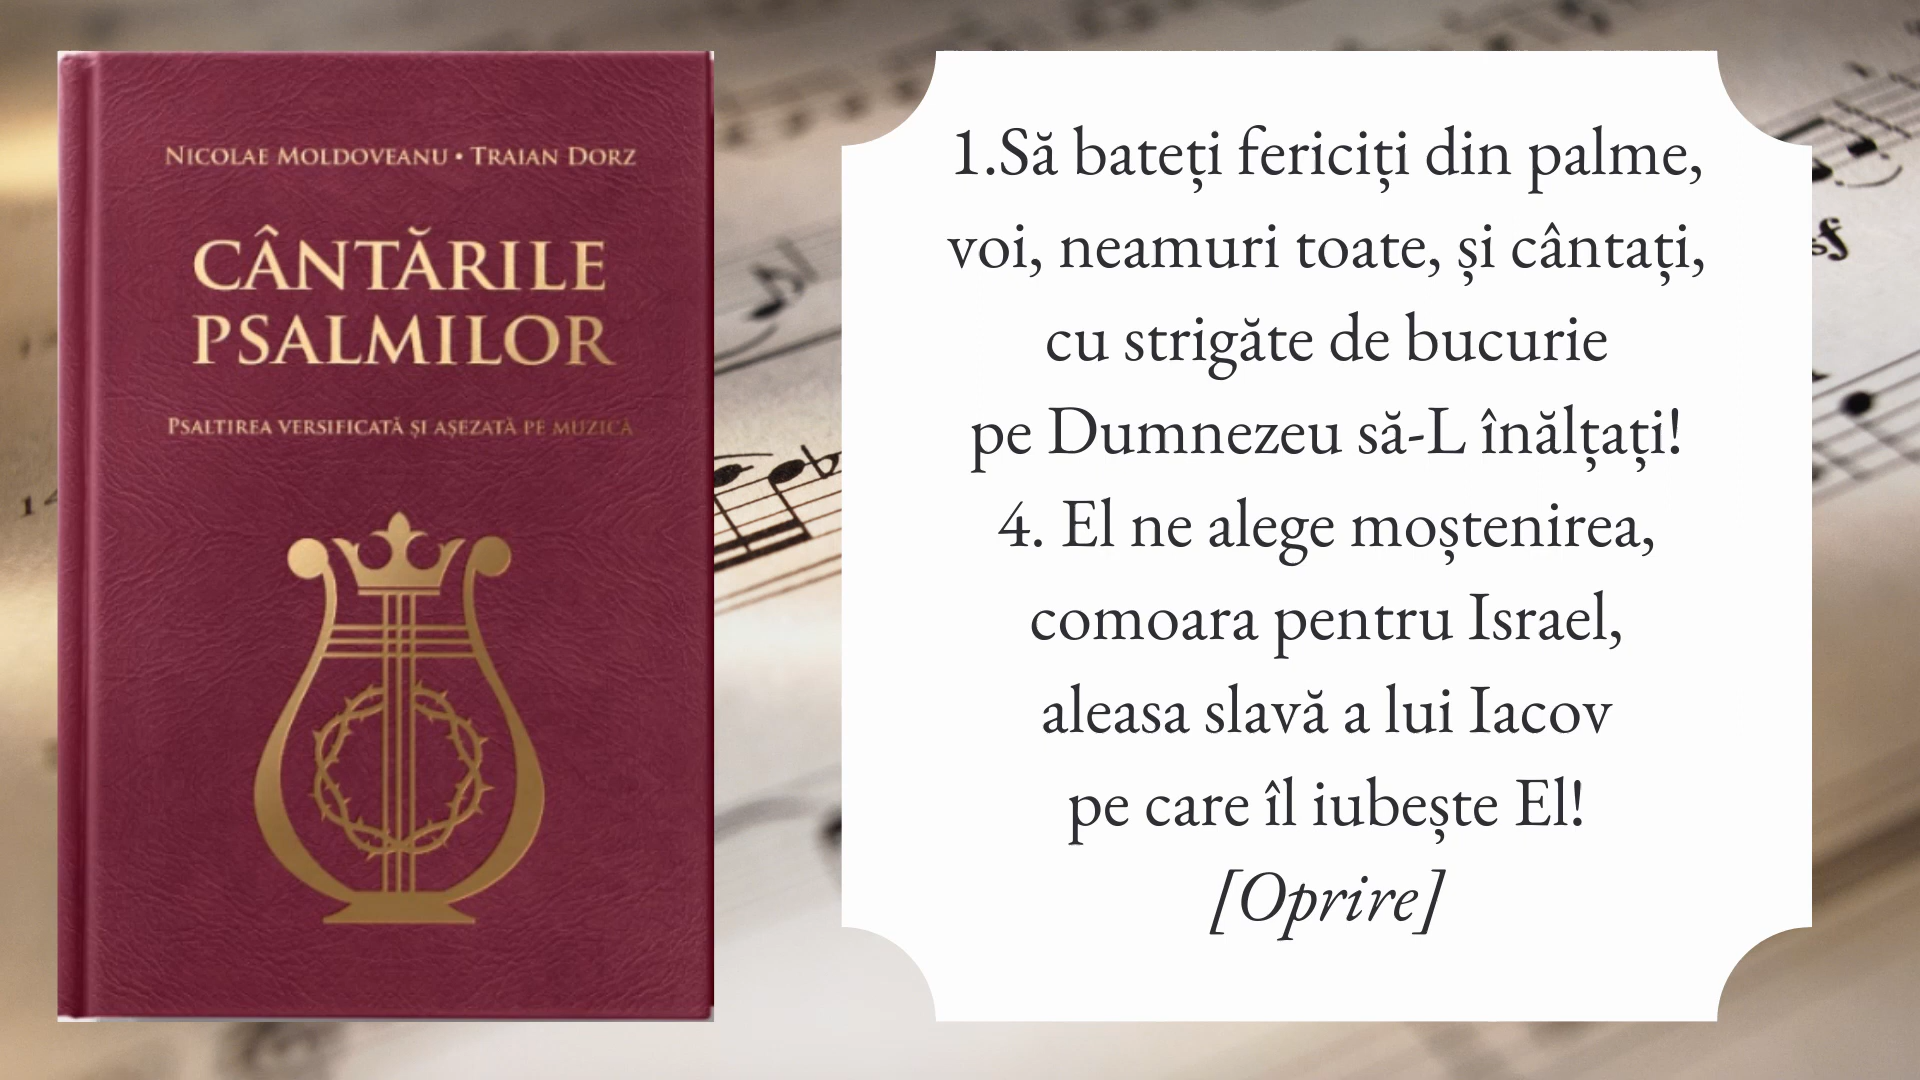 NICOLAE MOLDOVEANU • TRAIAN DORZ
CÂNTĂRILE
PSALMILOR
PSALTIREA VERSIFICATĂ ȘI AȘEZATĂ PE MUZICĂ
1.Să bateți fericiți din palme,
voi, neamuri toate, și cântați,
cu strigăte de bucurie
pe Dumnezeu să-L înălțați!
4. El ne alege moștenirea,
comoara pentru Israel,
aleasa slavă a lui Iacov
pe care îl iubește El!
[Oprire]
14
sf